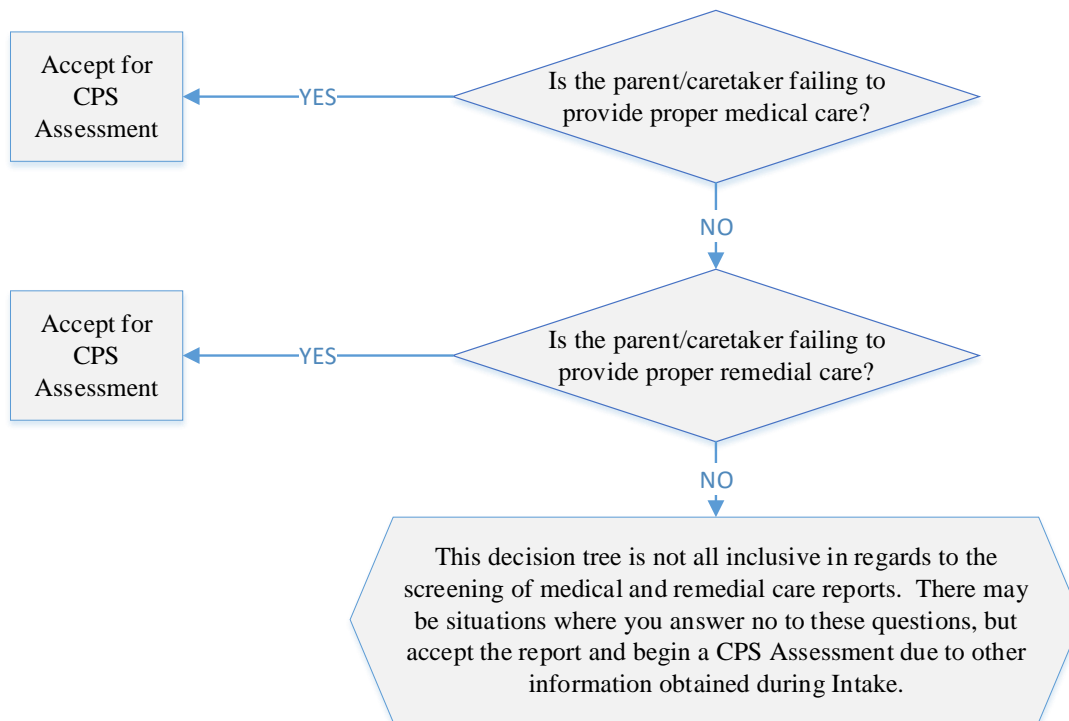 Accept for
CPS
Assessment
YES
Is the parent/caretaker failing to
provide proper medical care?
NO
Accept for
CPS
Assessment
YES
Is the parent/caretaker failing to
provide proper remedial care?
NO
This decision tree is not all inclusive in regards to the
screening of medical and remedial care reports.  There may
be situations where you answer no to these questions, but
accept the report and begin a CPS Assessment due to other
information obtained during Intake.